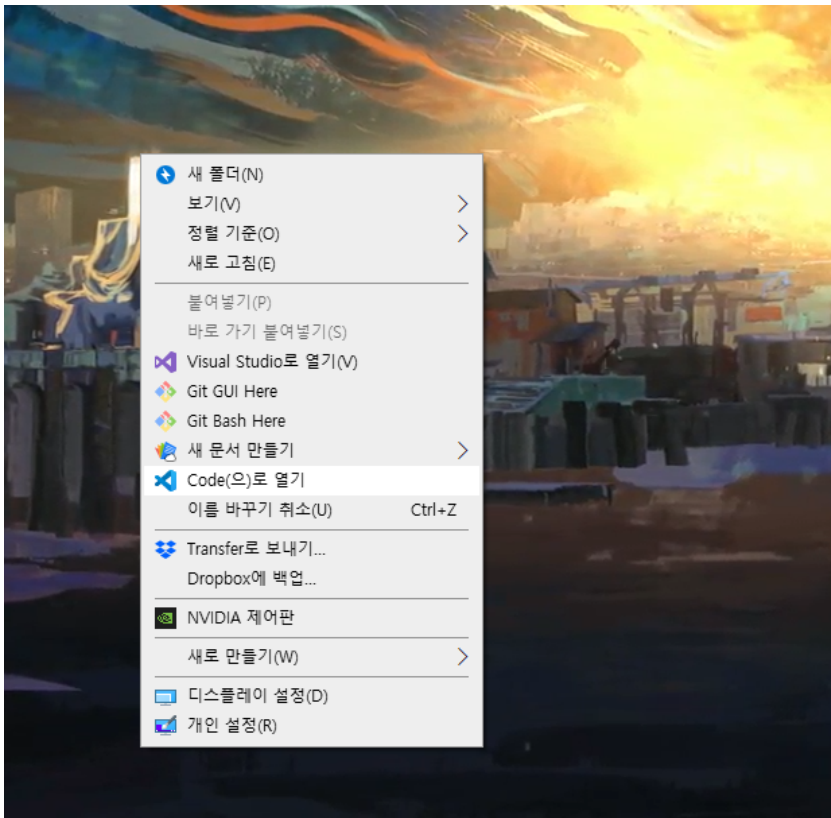 새 폴더(N)
보기(V)
정렬 기준(O)
새로 고침(E)
붙여넣기(P)
바로 가기 붙여넣기(S)
Visual Studio로 열기(V)
Git GUI Here
Git Bash Here
새 문서 만들기
Code(으)로 열기
이름 바꾸기 취소(U) Ctrl+Z
Transfer로 보내기...
Dropbox에 백업...
NVIDIA 제어판
새로 만들기(W)
디스플레이 설정(D)
개인 설정(R)